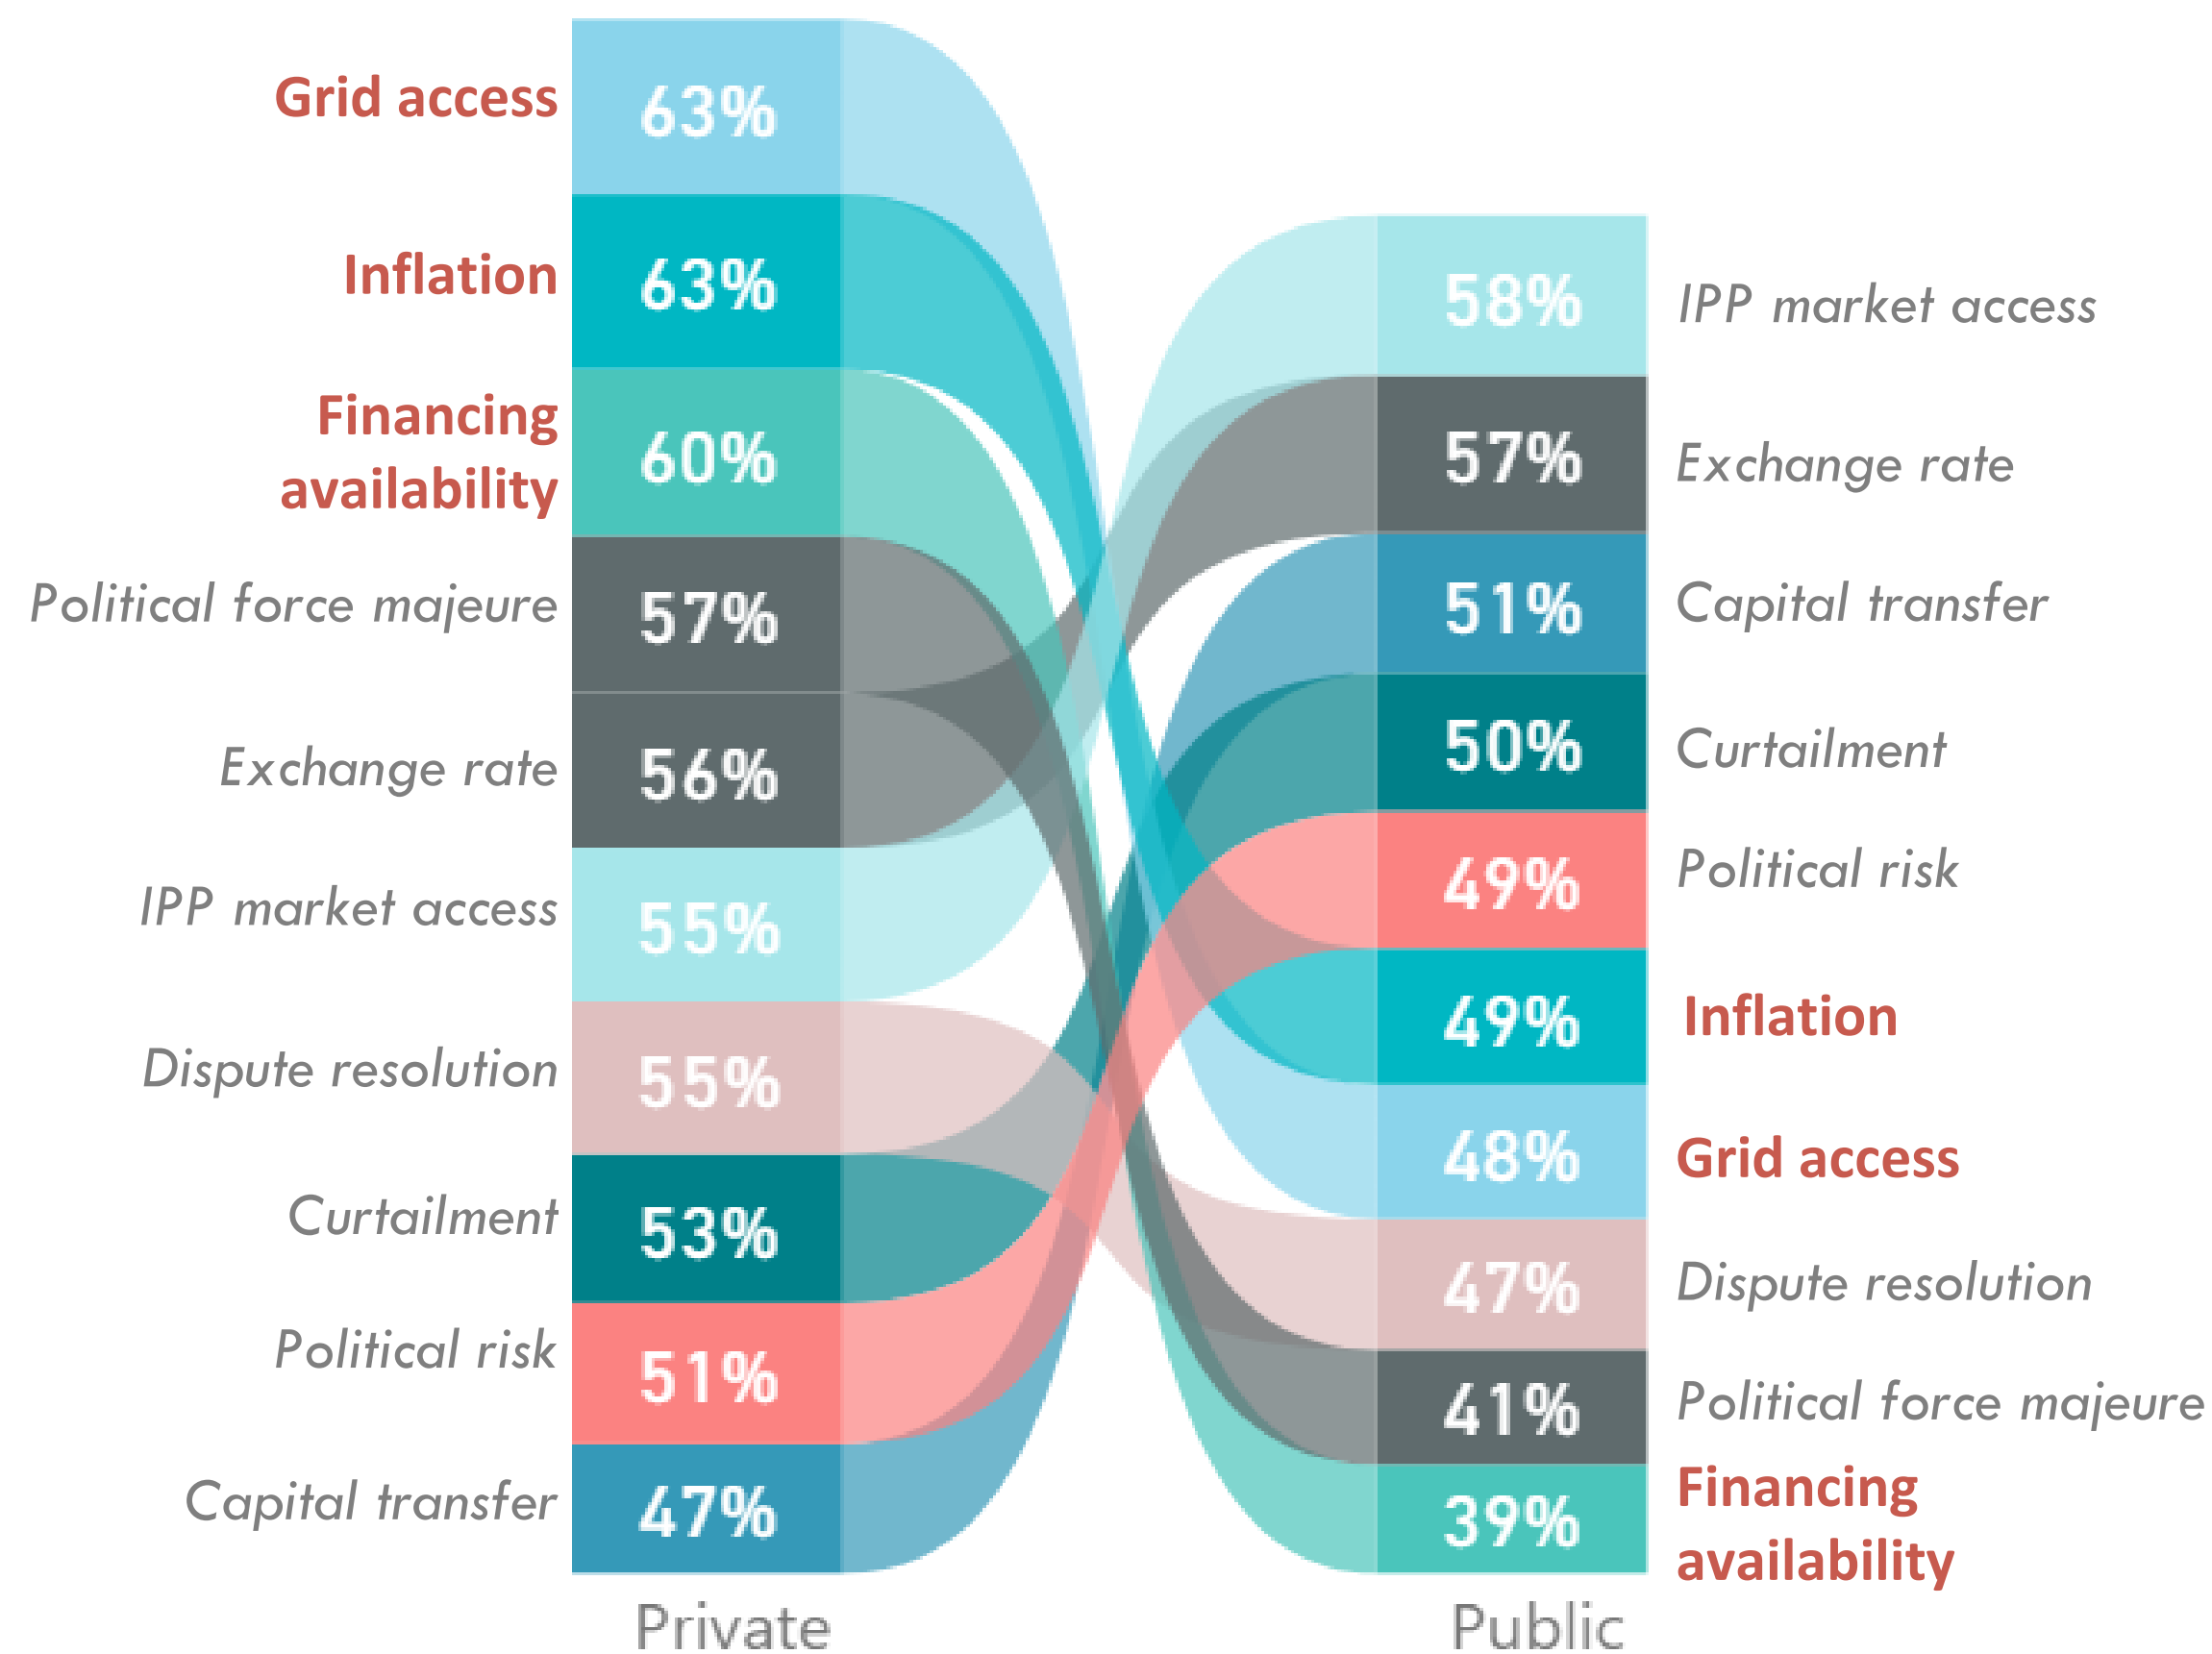 Grid access
63%
Inflation
63%
Financing
availability
60%
Political force majeure
57%
Exchange rate
56%
IPP market access
55%
Dispute resolution
55%
Curtailment
53%
Political risk
51%
Capital transfer
47%
Private
58%
IPP market access
57%
Exchange rate
51%
Capital transfer
50%
Curtailment
49%
Political risk
49%
Inflation
48%
Grid access
47%
Dispute resolution
41%
Political force majeure
39%
Financing
availability
Public